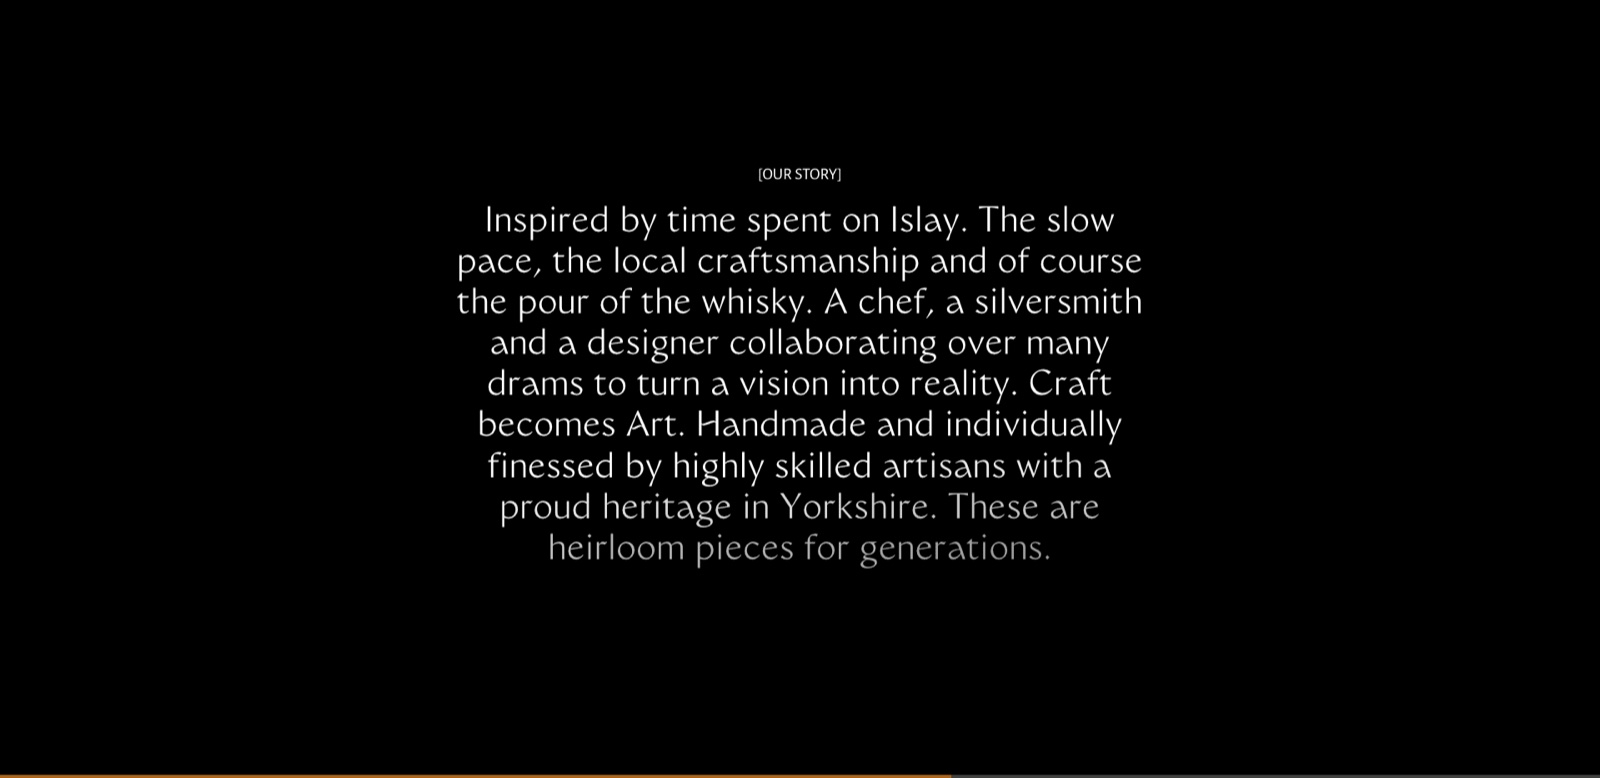 [OUR STORY]
Inspired by time spent on Islay. The slow
pace, the local craftsmanship and of course
the pour of the whisky. A chef, a silversmith
and a designer collaborating over many
drams to turn a vision into reality. Craft
becomes Art. Handmade and individually
finessed by highly skilled artisans with a
proud heritage in Yorkshire. These are
heirloom pieces for generations.